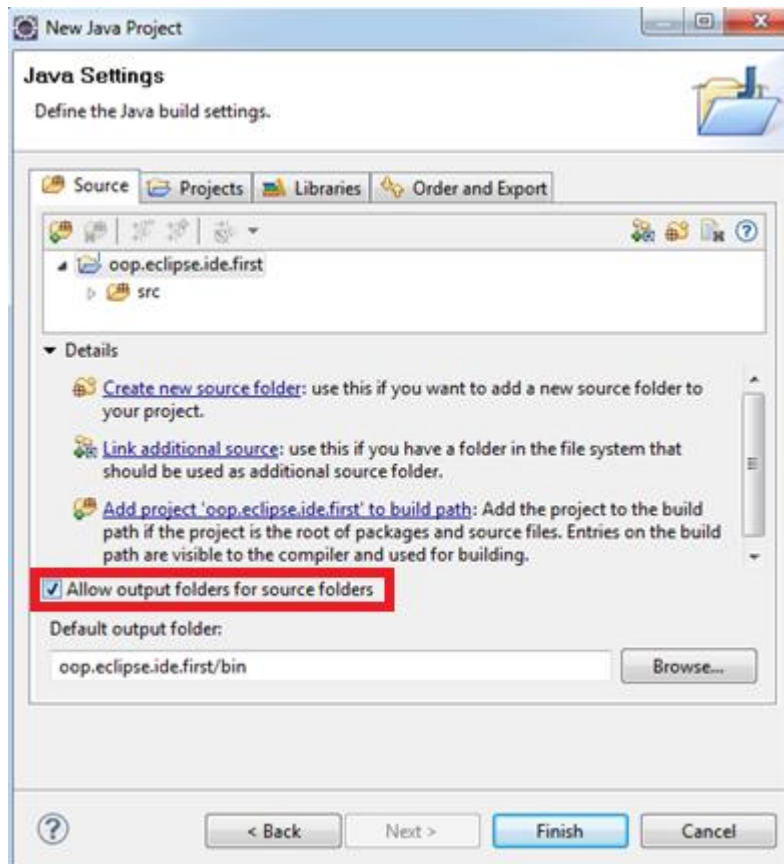 New Java Project
Java Settings
Define the Java build settings.
Source Projects Libraries Order and Export
oop.eclipse.ide.first
src
Details
Create new source folder: use this if you want to add a new source folder to
your project.
Link additional source: use this if you have a folder in the file system that
should be used as additional source folder.
Add project 'oop.eclipse.ide.first' to build path: Add the project to the build
path if the project is the root of packages and source files. Entries on the build
path are visible to the compiler and used for building.
Allow output folders for source folders
Default output folder:
oop.eclipse.ide.first/bin Browse...
? < Back Next > Finish Cancel